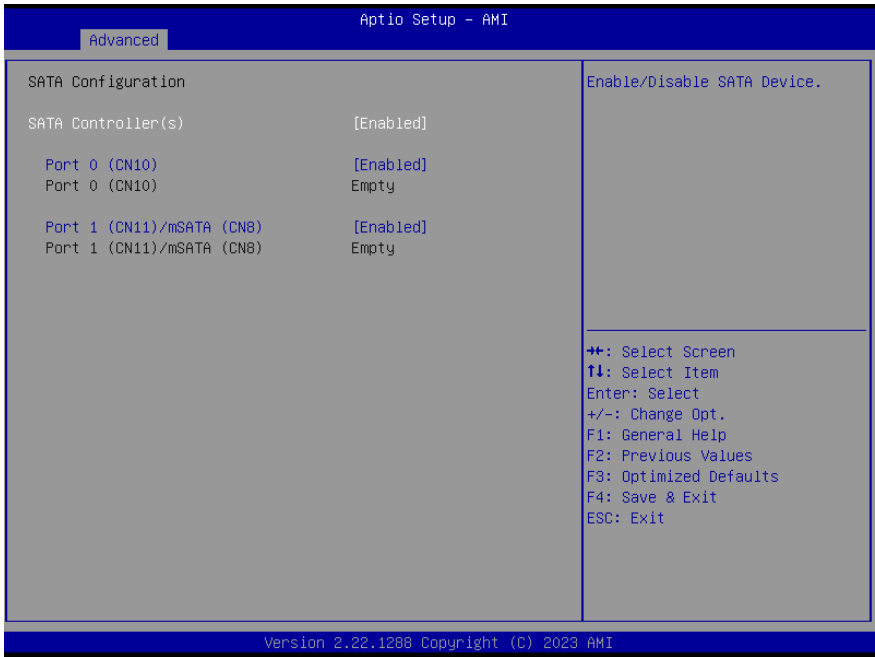 Aptio Setup – AMI
Advanced
SATA Configuration
SATA Controller(s) [Enabled]
Port 0 (CN10) [Enabled]
Port 0 (CN10) Empty
Port 1 (CN11)/mSATA (CN8) [Enabled]
Port 1 (CN11)/mSATA (CN8) Empty
Enable/Disable SATA Device.
→←: Select Screen
↑↓: Select Item
Enter: Select
+/-: Change Opt.
F1: General Help
F2: Previous Values
F3: Optimized Defaults
F4: Save & Exit
ESC: Exit
Version 2.22.1288 Copyright (C) 2023 AMI